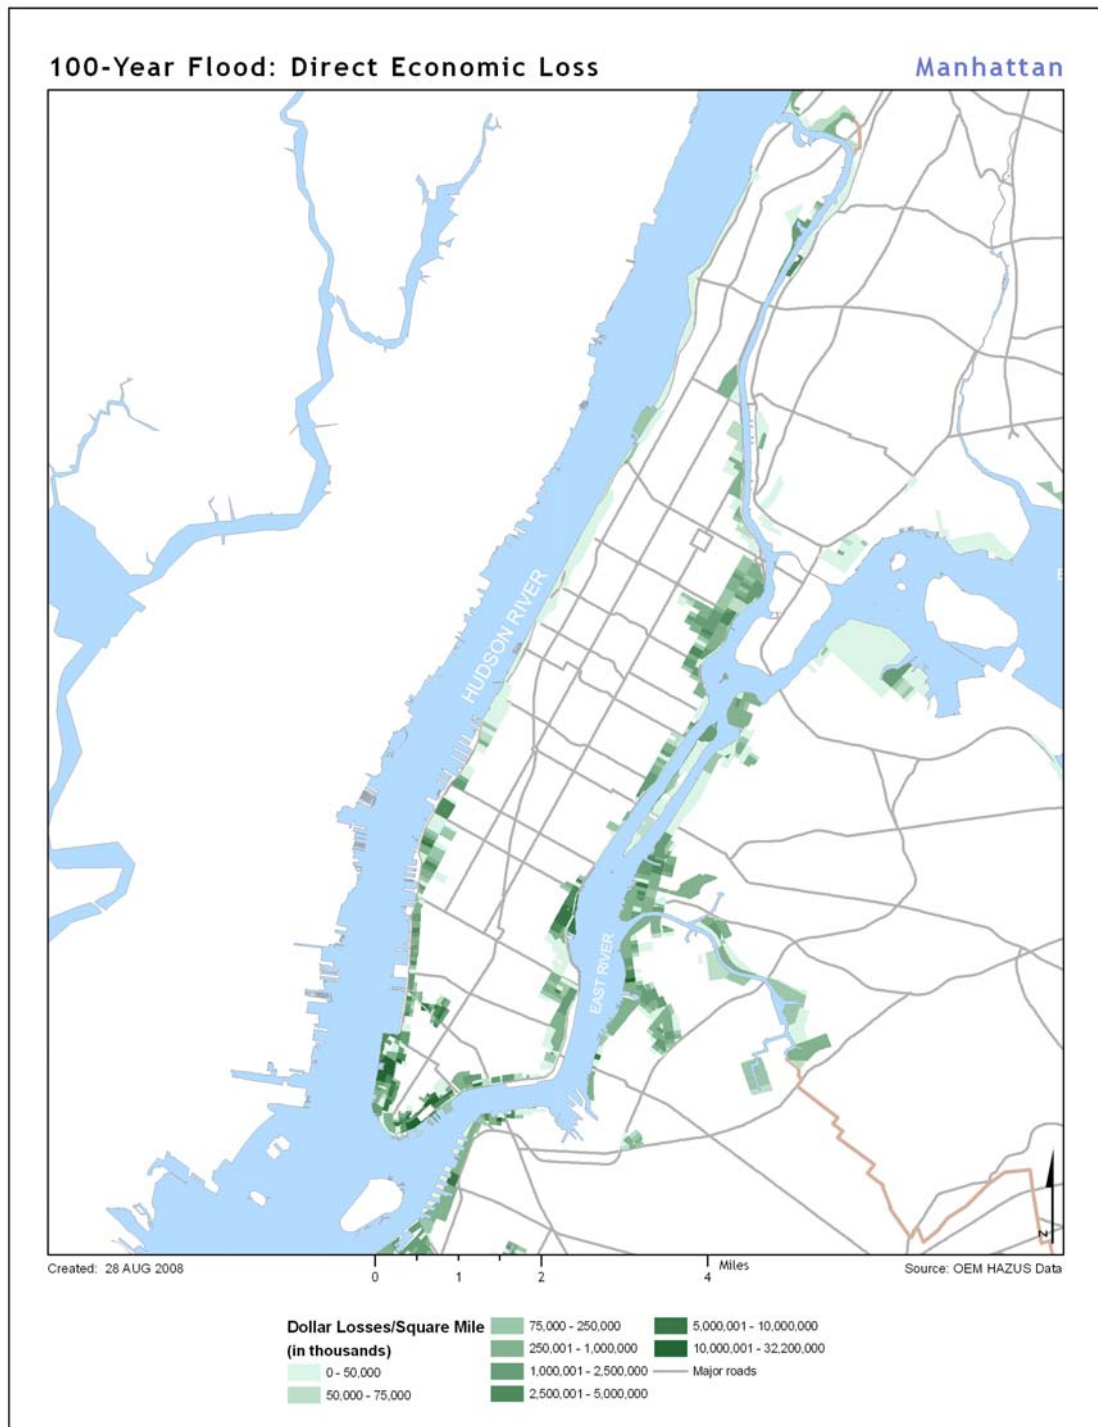 100-Year Flood: Direct Economic Loss
Manhattan
HUDSON RIVER
E
EAST RIVER
Z
Created: 28 AUG 2008
0 1 2 4 Miles
Source: OEM HAZUS Data
Dollar Losses/Square Mile
(in thousands)
0 - 50,000
50,000 - 75,000
75,000 - 250,000
250,001 - 1,000,000
1,000,001 - 2,500,000
2,500,001 - 5,000,000
5,000,001 - 10,000,000
10,000,001 - 32,200,000
Major roads